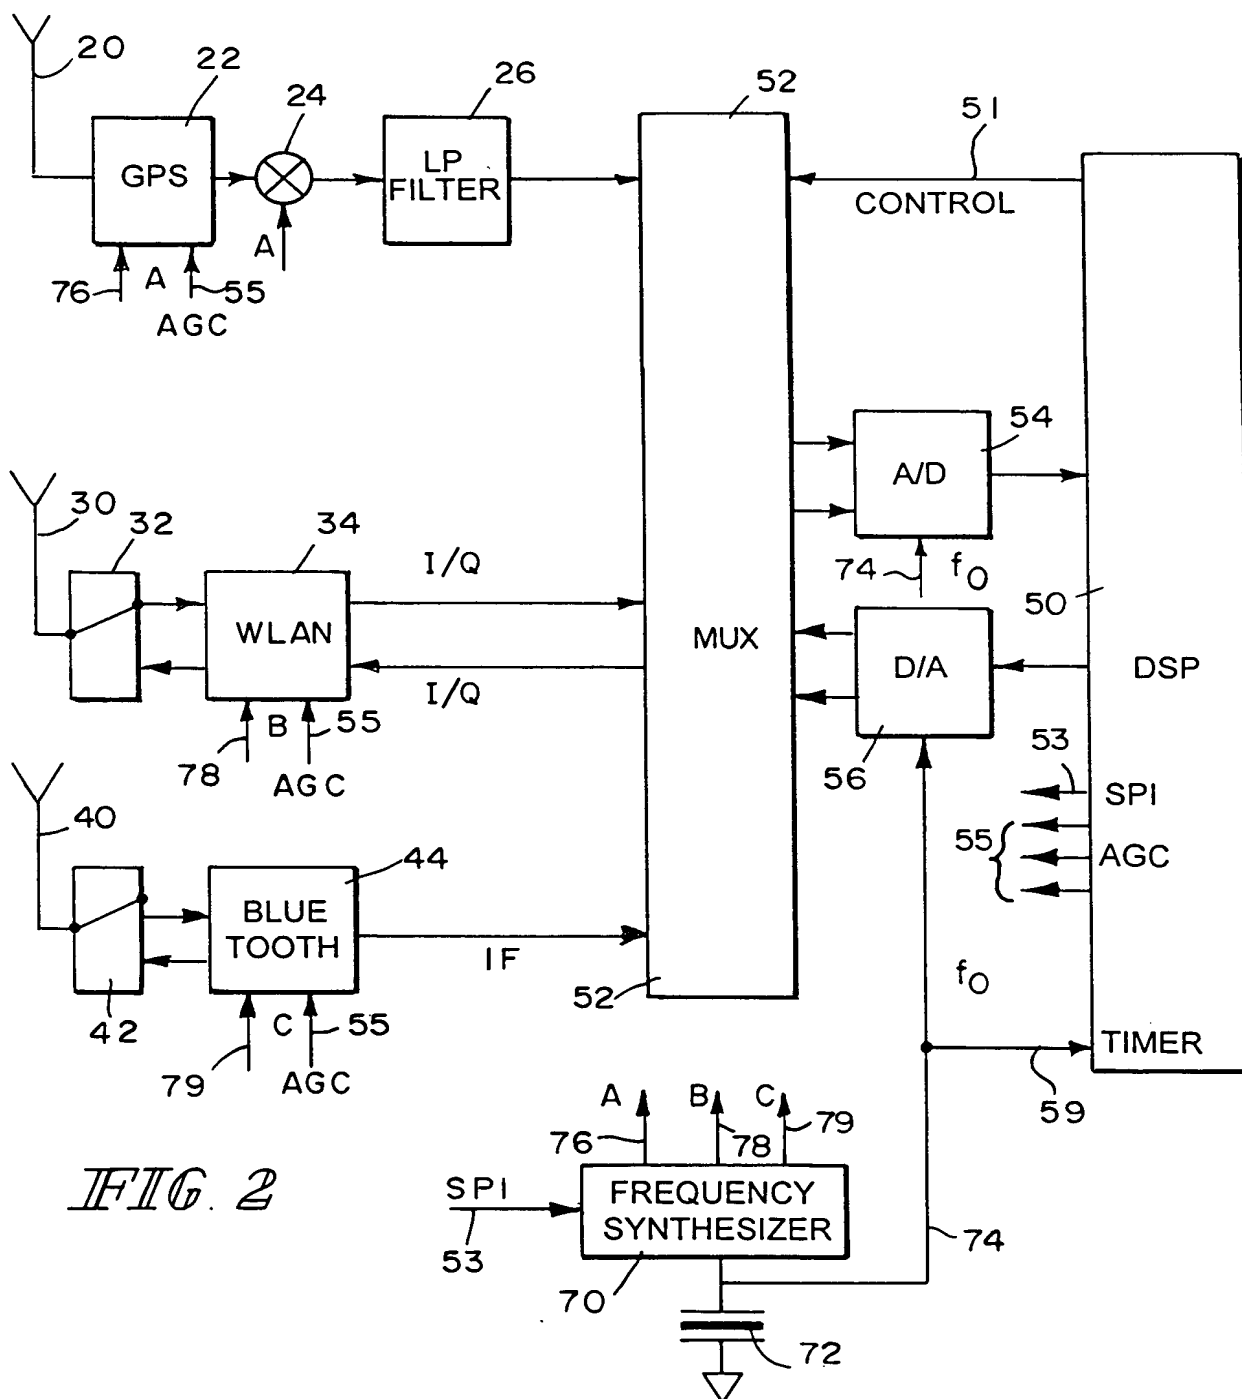 20
22
24
26
52
51
GPS
LP
FILTER
CONTROL
A
76
A
55
AGC
54
A/D
30
32
34
I/Q
74
fO
50
WLAN
MUX
D/A
DSP
I/Q
78
B
55
AGC
56
53
SPI
40
44
55
AGC
BLUE
TOOTH
IF
52
fO
42
79
C
55
AGC
TIMER
59
A
B
C
76
78
79
FIG. 2
SPI
53
FREQUENCY
SYNTHESIZER
74
70
72